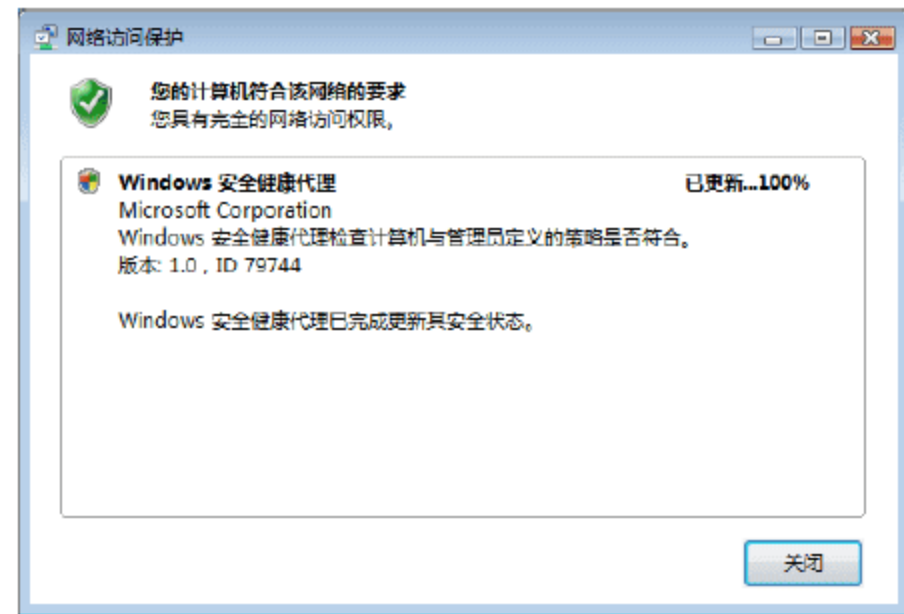 网络访问保护
您的计算机符合该网络的要求
您具有完全的网络访问权限，
Windows 安全健康代理 已更新...100%
Microsoft Corporation
Windows 安全健康代理检查计算机与管理员定义的策略是否符合。
版本: 1.0 , ID 79744
Windows 安全健康代理已完成更新其安全状态。
关闭